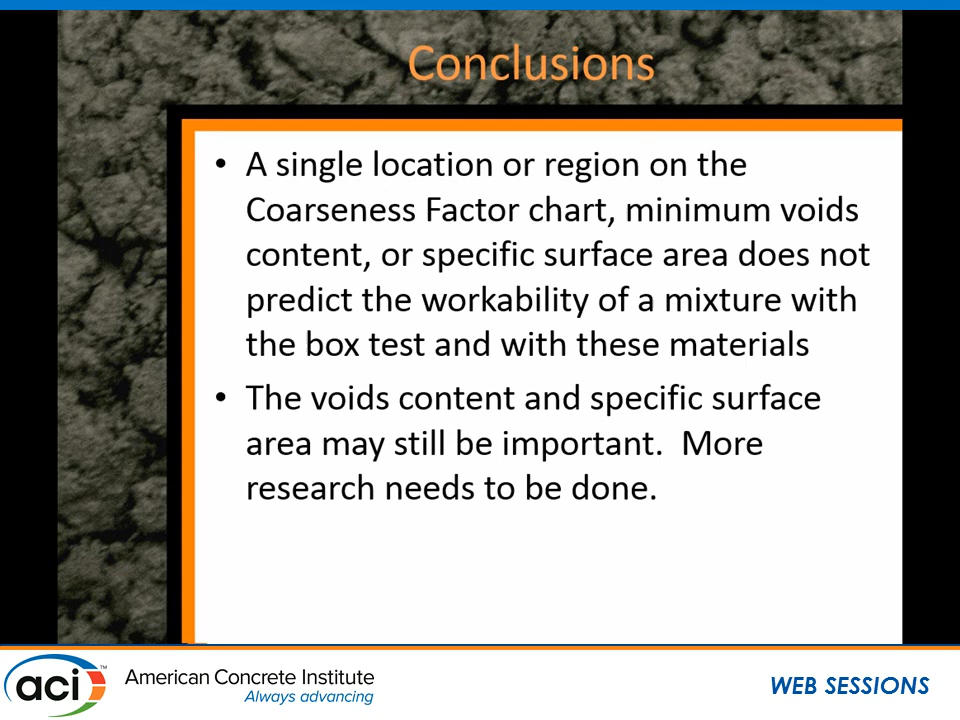 Conclusions
• A single location or region on the
Coarseness Factor chart, minimum voids
content, or specific surface area does not
predict the workability of a mixture with
the box test and with these materials
• The voids content and specific surface
area may still be important.  More
research needs to be done.
aci™
American Concrete Institute
Always advancing
WEB SESSIONS